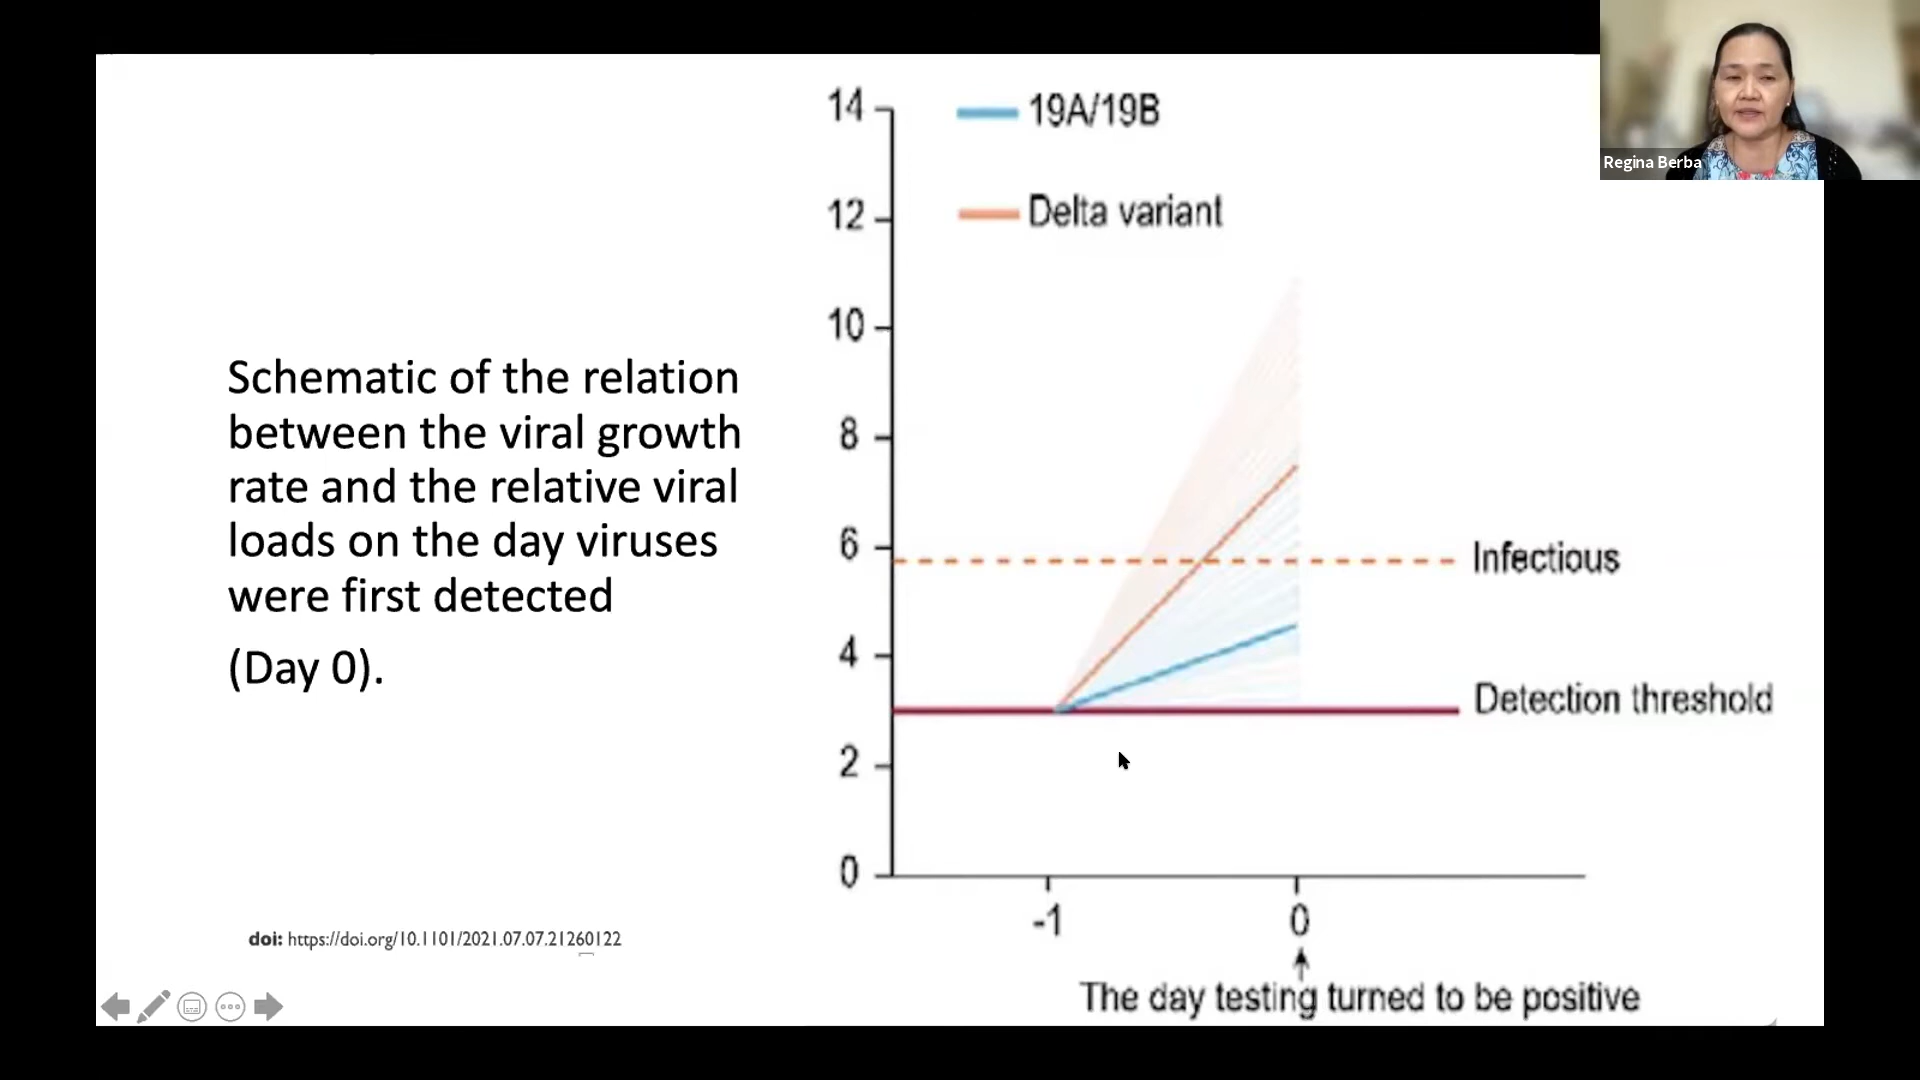 Schematic of the relation
between the viral growth
rate and the relative viral
loads on the day viruses
were first detected
(Day 0).
doi: https://doi.org/10.1101/2021.07.07.21260122
14
12
10
8
6
4
2
0
19A/19B
Delta variant
Infectious
Detection threshold
-1
0
The day testing turned to be positive
Regina Berba